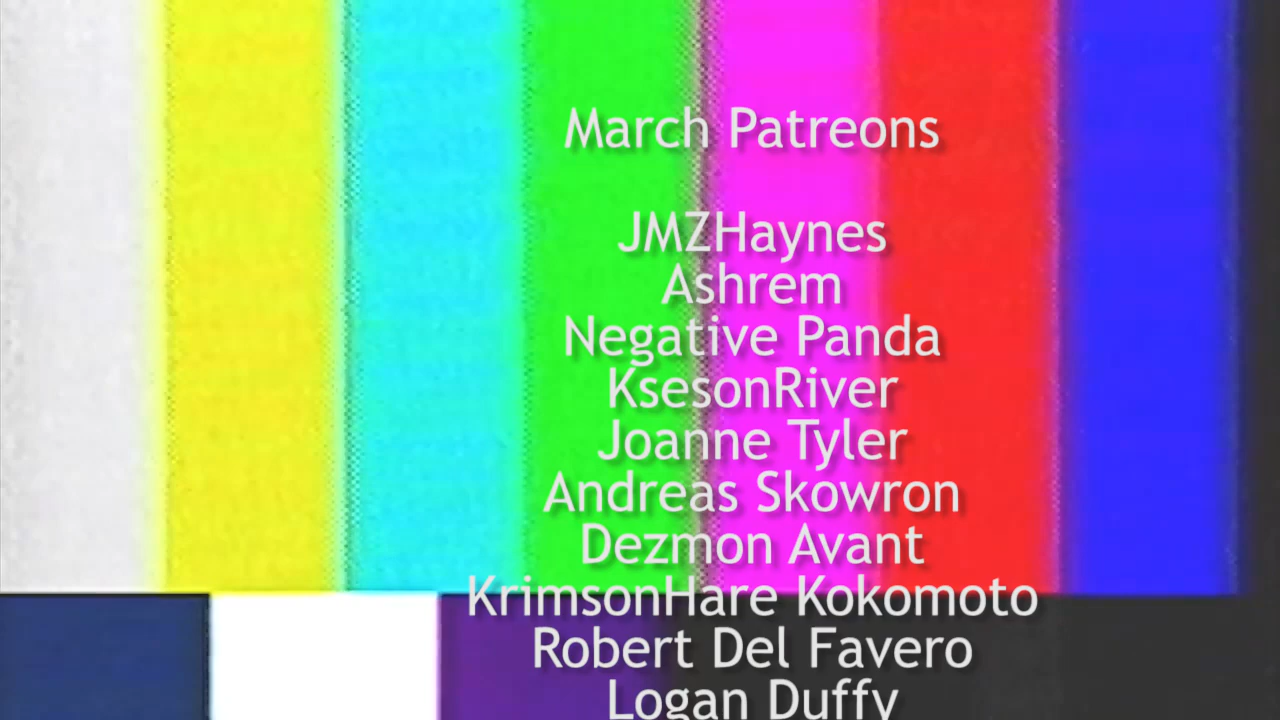 March Patreons
JMZHaynes
Ashrem
Negative Panda
KsesonRiver
Joanne Tyler
Andreas Skowron
Dezmon Avant
KrimsonHare Kokomoto
Robert Del Favero
Logan Duffy